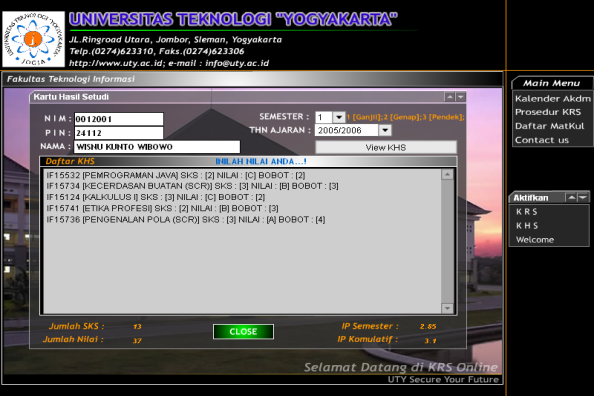 UNIVERSITAS TEKNOLOGI "YOGYAKARTA"
JL.Ringroad Utara, Jombor, Sleman, Yogyakarta
Telp.(0274)623310, Faks.(0274)623306
http://www.uty.ac.id; e-mail : info@uty.ac.id
Fakultas Teknologi Informasi
Kartu Hasil Setudi
N I M : 0012001
P I N : 24112
NAMA : WISNU KUNTO WIBOWO
SEMESTER : 1 1 [Ganjil];2 [Genap];3 [Pendek];
THN AJARAN : 2005/2006
View KHS
Daftar KHS INILAH NILAI ANDA...!
IF15532 [PEMROGRAMAN JAVA] SKS : [2] NILAI : [C] BOBOT : [2]
IF15734 [KECERDASAN BUATAN (SCR)] SKS : [3] NILAI : [B] BOBOT : [3]
IF15124 [KALKULUS I] SKS : [3] NILAI : [C] BOBOT : [2]
IF15741 [ETIKA PROFESI] SKS : [2] NILAI : [B] BOBOT : [3]
IF15736 [PENGENALAN POLA (SCR)] SKS : [3] NILAI : [A] BOBOT : [4]
Jumlah SKS : 13
Jumlah Nilai : 37
CLOSE
IP Semester : 2.85
IP Komulatif : 3.1
Selamat Datang di KRS Online
UTY Secure Your Future
Main Menu
Kalender Akdm
Prosedur KRS
Daftar MatKul
Contact us
Aktifkan
K R S
K H S
Welcome